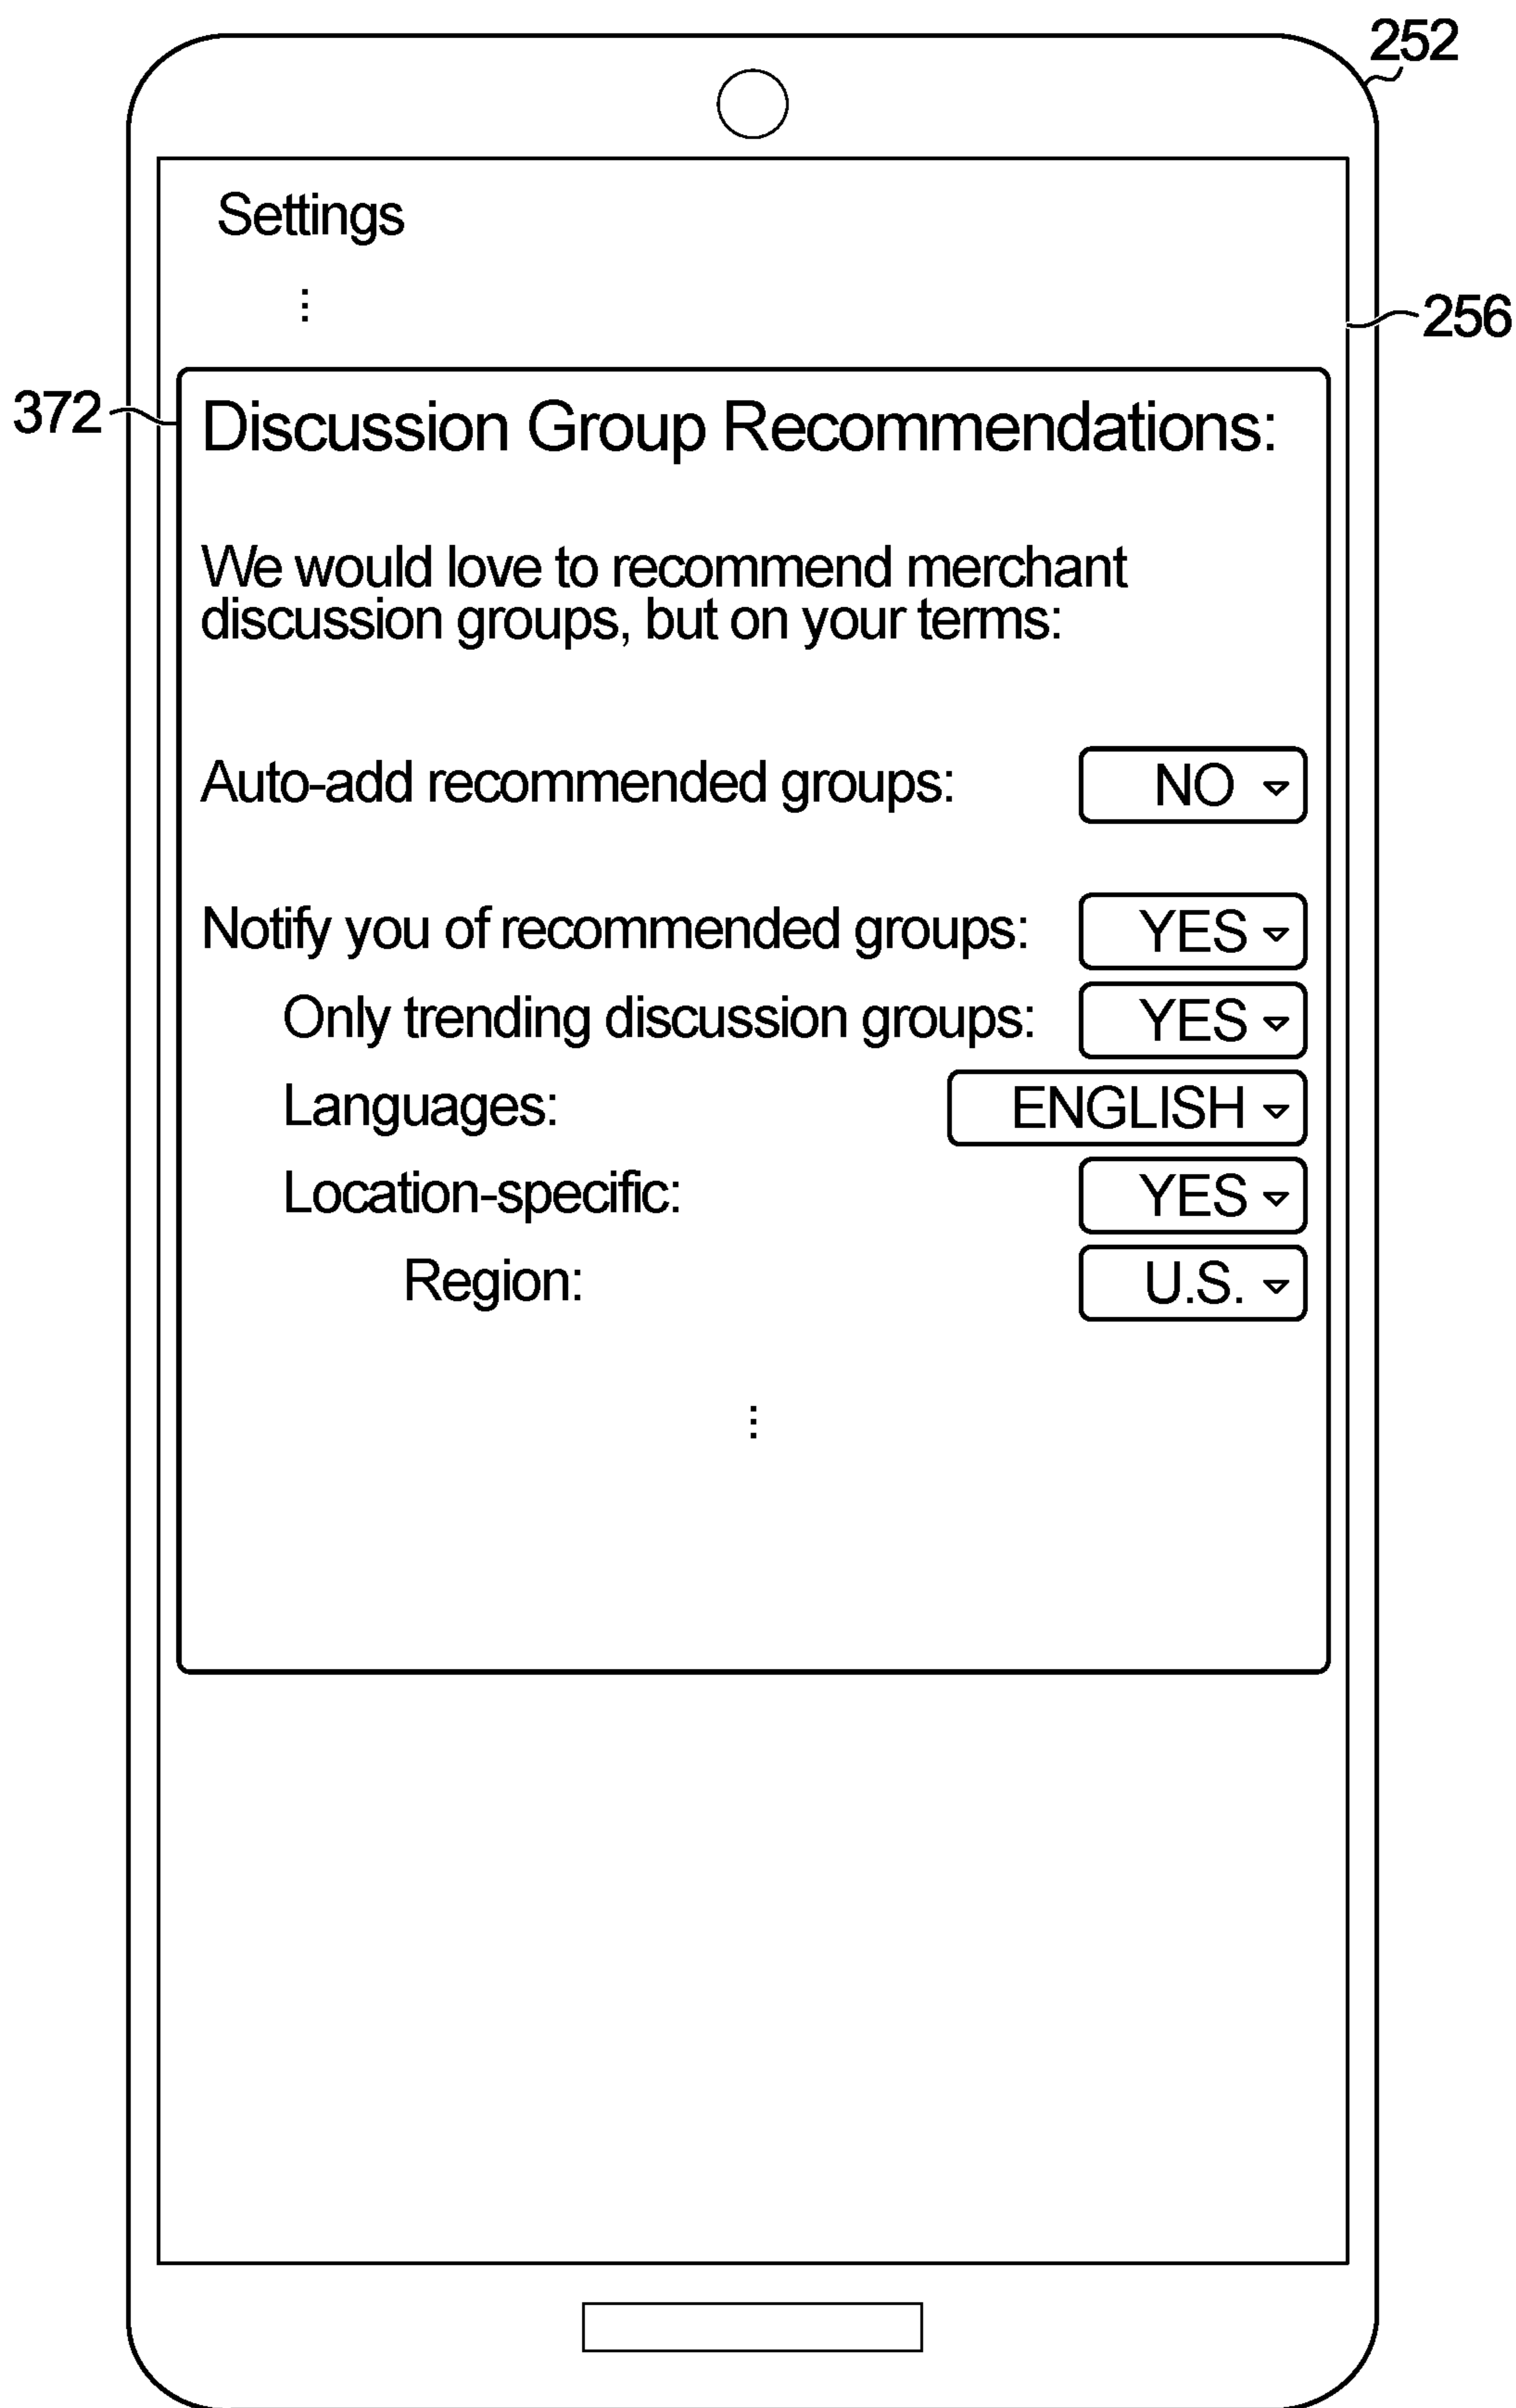 252
Settings
⋮
256
372
Discussion Group Recommendations:
We would love to recommend merchant
discussion groups, but on your terms:
Auto-add recommended groups: NO
Notify you of recommended groups: YES
Only trending discussion groups: YES
Languages: ENGLISH
Location-specific: YES
Region: U.S.
⋮